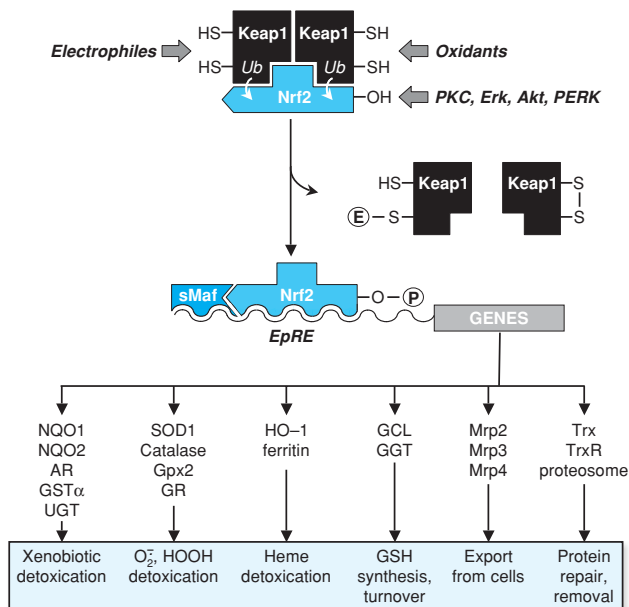 HS– Keap1 Keap1 –SH
Electrophiles Oxidants
HS– Ub Ub –SH
Nrf2 –OH PKC, Erk, Akt, PERK
HS– Keap1 Keap1 –S
E –S –S
sMaf Nrf2 –O– P
EpRE GENES
NQO1
NQO2
AR
GSTα
UGT
SOD1
Catalase
Gpx2
GR
HO–1
ferritin
GCL
GGT
Mrp2
Mrp3
Mrp4
Trx
TrxR
proteosome
Xenobiotic
detoxication
O₂⁻, HOOH
detoxication
Heme
detoxication
GSH
synthesis,
turnover
Export
from cells
Protein
repair,
removal